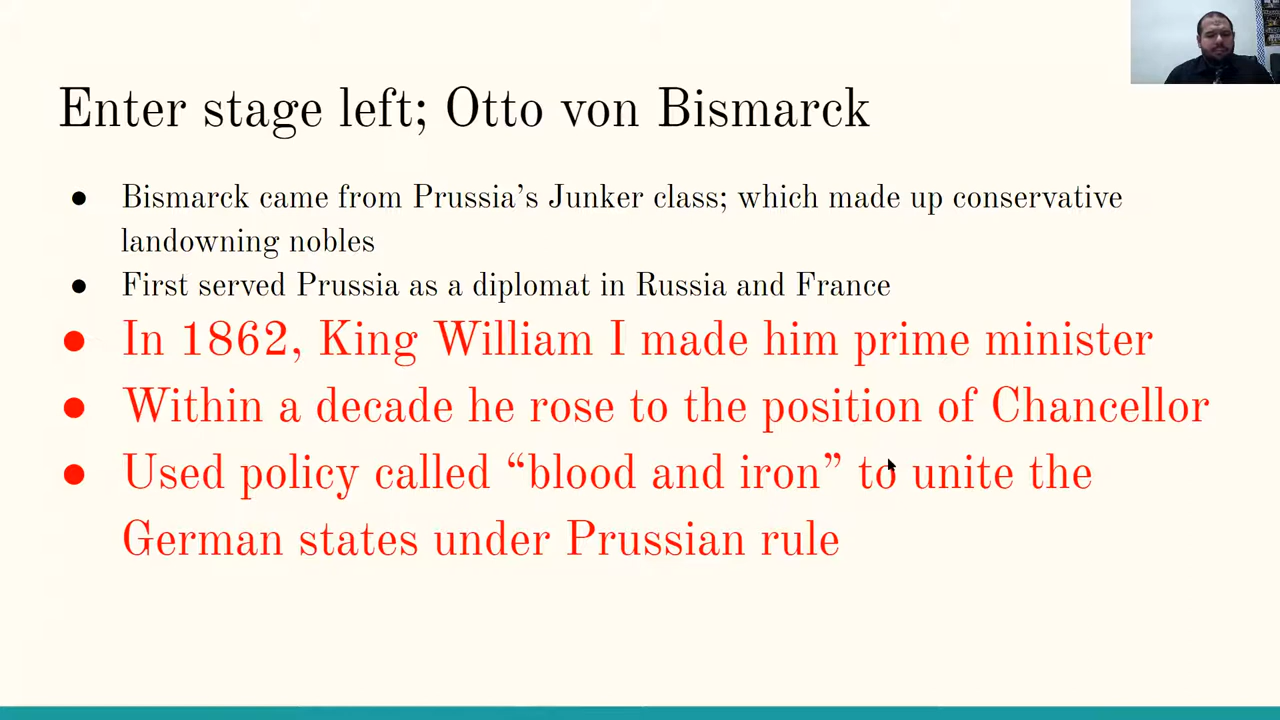 Enter stage left; Otto von Bismarck
● Bismarck came from Prussia’s Junker class; which made up conservative
landowning nobles
● First served Prussia as a diplomat in Russia and France
● In 1862, King William I made him prime minister
● Within a decade he rose to the position of Chancellor
● Used policy called “blood and iron” to unite the
German states under Prussian rule